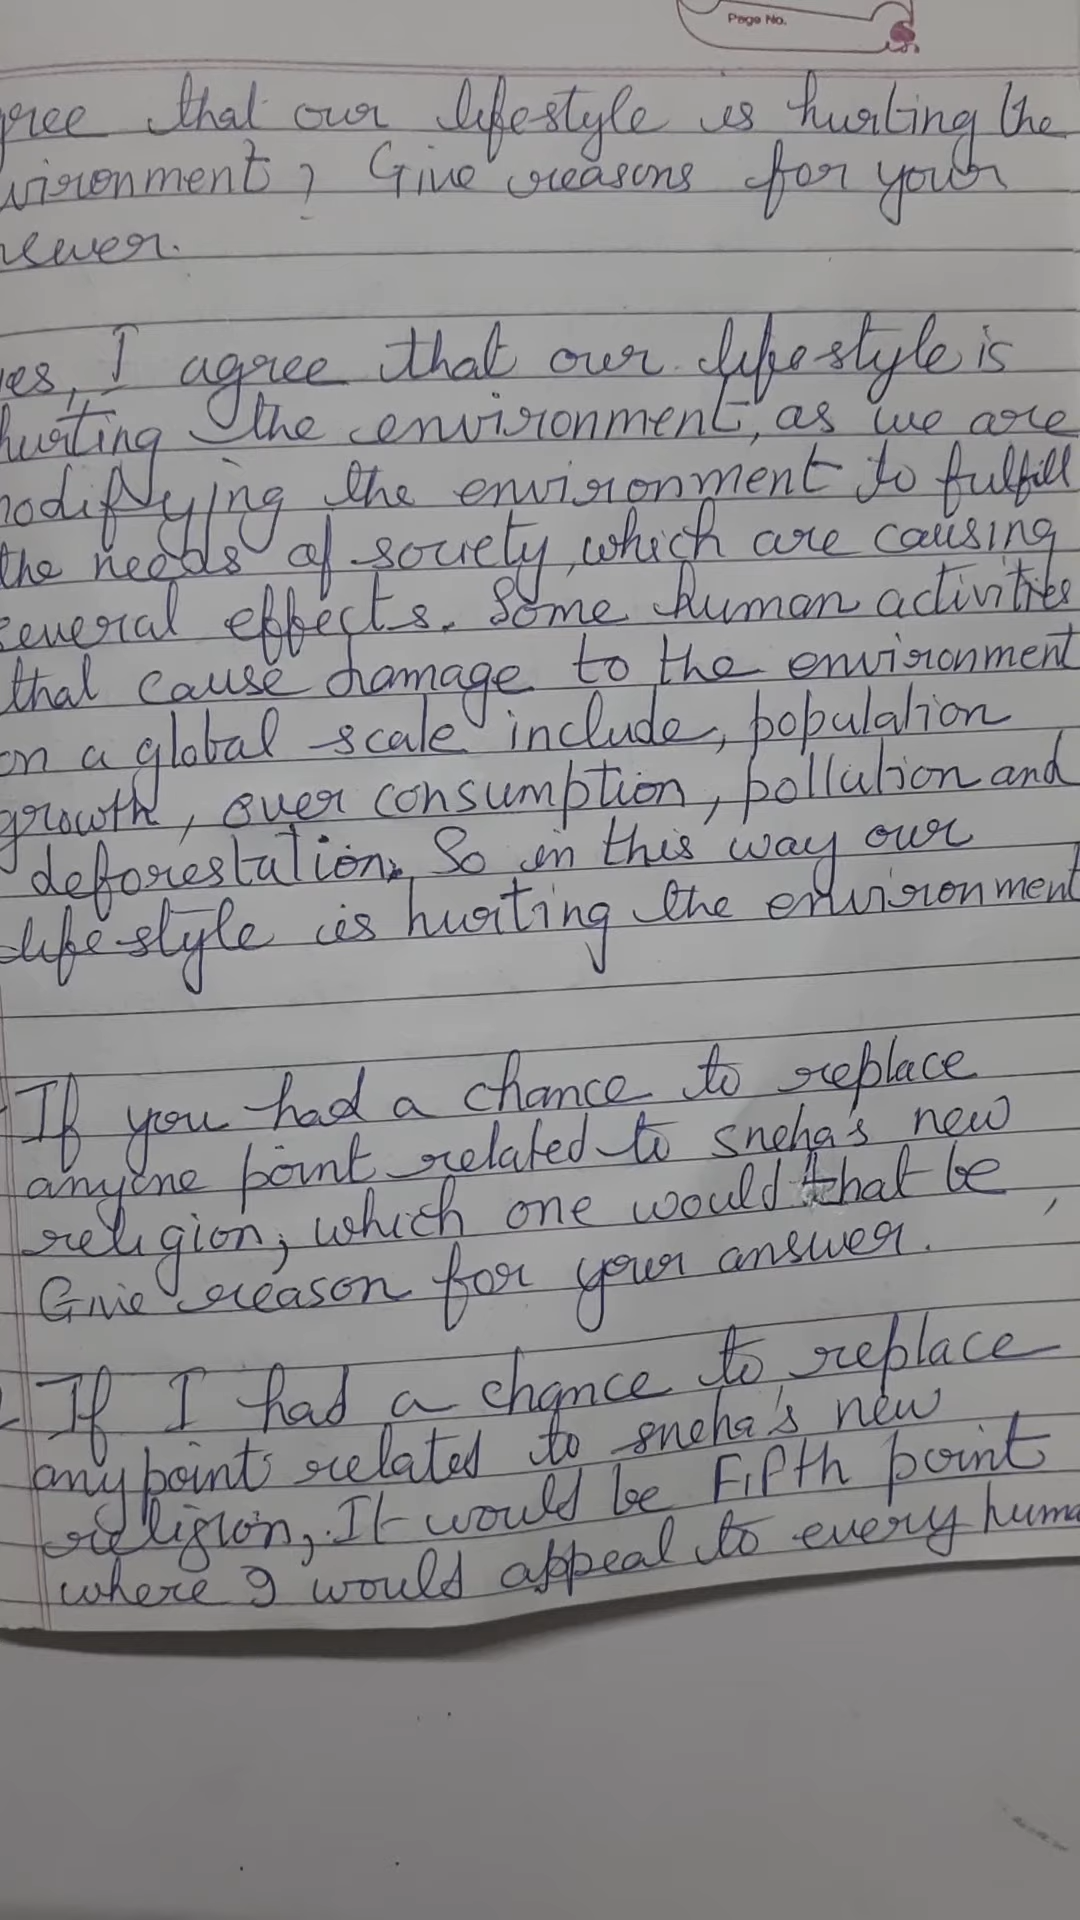 Page No.
gree that our lifestyle is hurting the
vironment, Give reasons for your
nswer.
yes, I agree that our lifestyle is
hurting the environment, as we are
modifying the environment to fulfill
the needs of society, which are causing
several effects. Some human activities
that cause damage to the environment
on a global scale include, population
growth, over consumption, pollution and
deforestation. So in this way our
lifestyle is hurting the environment
If you had a chance to replace
anyone point related to sneha's new
religion, which one would that be,
Give reason for your answer.
If I had a chance to replace
any point related to sneha's new
religion, It would be Fifth point
where I would appeal to every huma